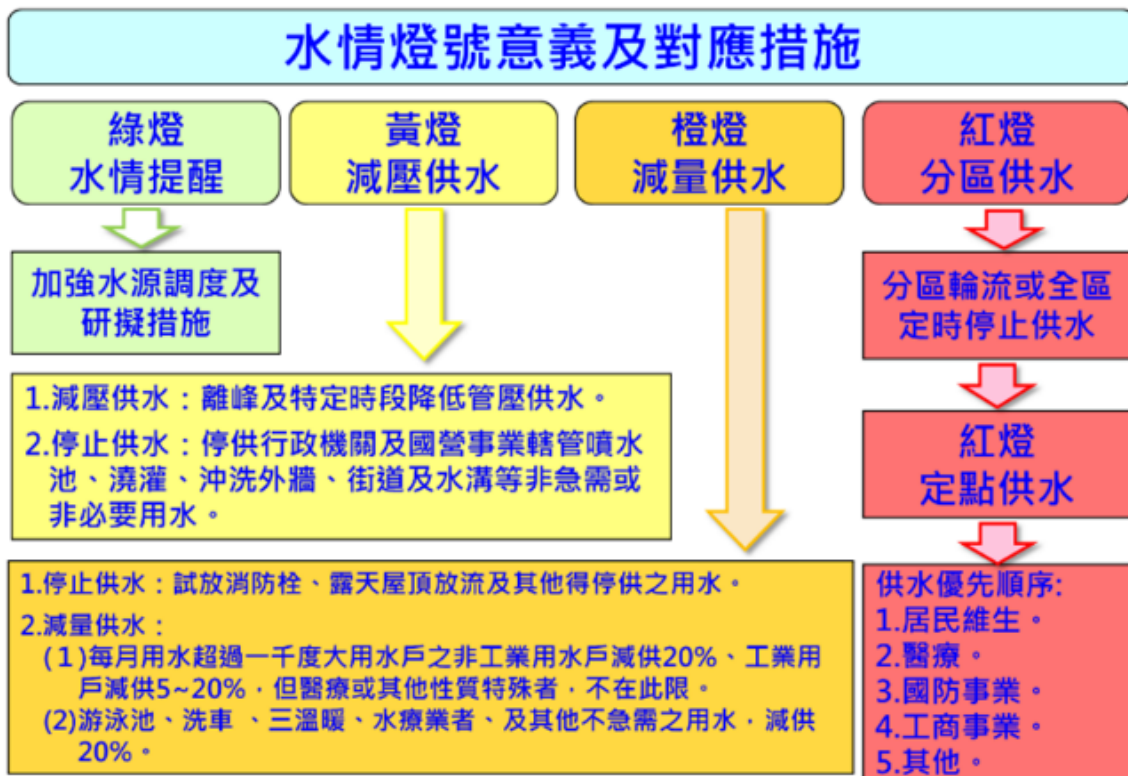 水情燈號意義及對應措施
綠燈
水情提醒
加強水源調度及
研擬措施
黃燈
減壓供水
1.減壓供水：離峰及特定時段降低管壓供水。
2.停止供水：停供行政機關及國營事業轄管噴水
池、澆灌、沖洗外牆、街道及水溝等非急需或
非必要用水。
橙燈
減量供水
1.停止供水：試放消防栓、露天屋頂放流及其他得停供之用水。
2.減量供水：
(１)每月用水超過一千度大用水戶之非工業用水戶減供20%、工業用
戶減供5~20%，但醫療或其他性質特殊者，不在此限。
(2)游泳池、洗車 、三溫暖、水療業者、及其他不急需之用水，減供
20%。
紅燈
分區供水
分區輪流或全區
定時停止供水
紅燈
定點供水
供水優先順序:
1.居民維生。
2.醫療。
3.國防事業。
4.工商事業。
5.其他。